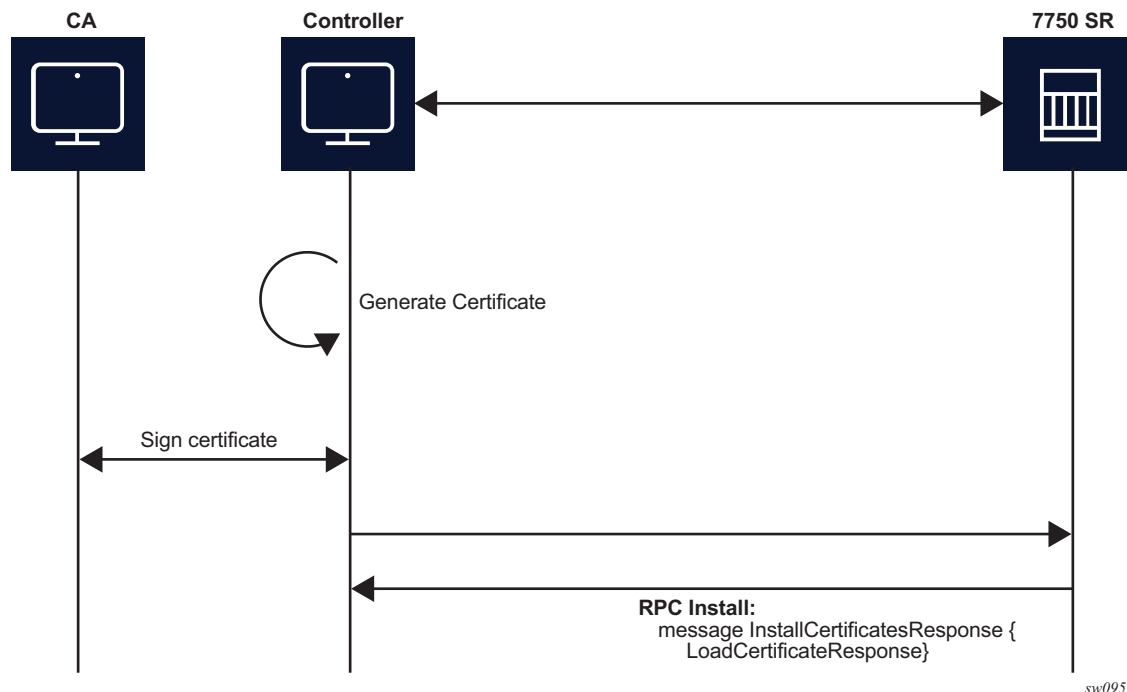 CA
Controller
7750 SR
Generate Certificate
Sign certificate
RPC Install:
message InstallCertificatesResponse {
LoadCertificateResponse}
sw095